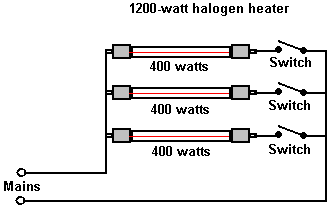 1200-watt halogen heater
400 watts
Switch
400 watts
Switch
400 watts
Switch
Mains